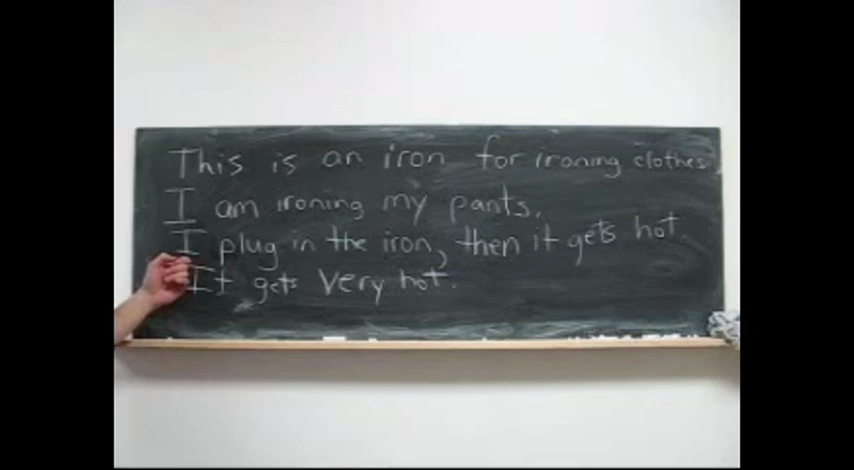 This is an iron for ironing clothes.
I am ironing my pants.
I plug in the iron, then it gets hot
It gets very hot.